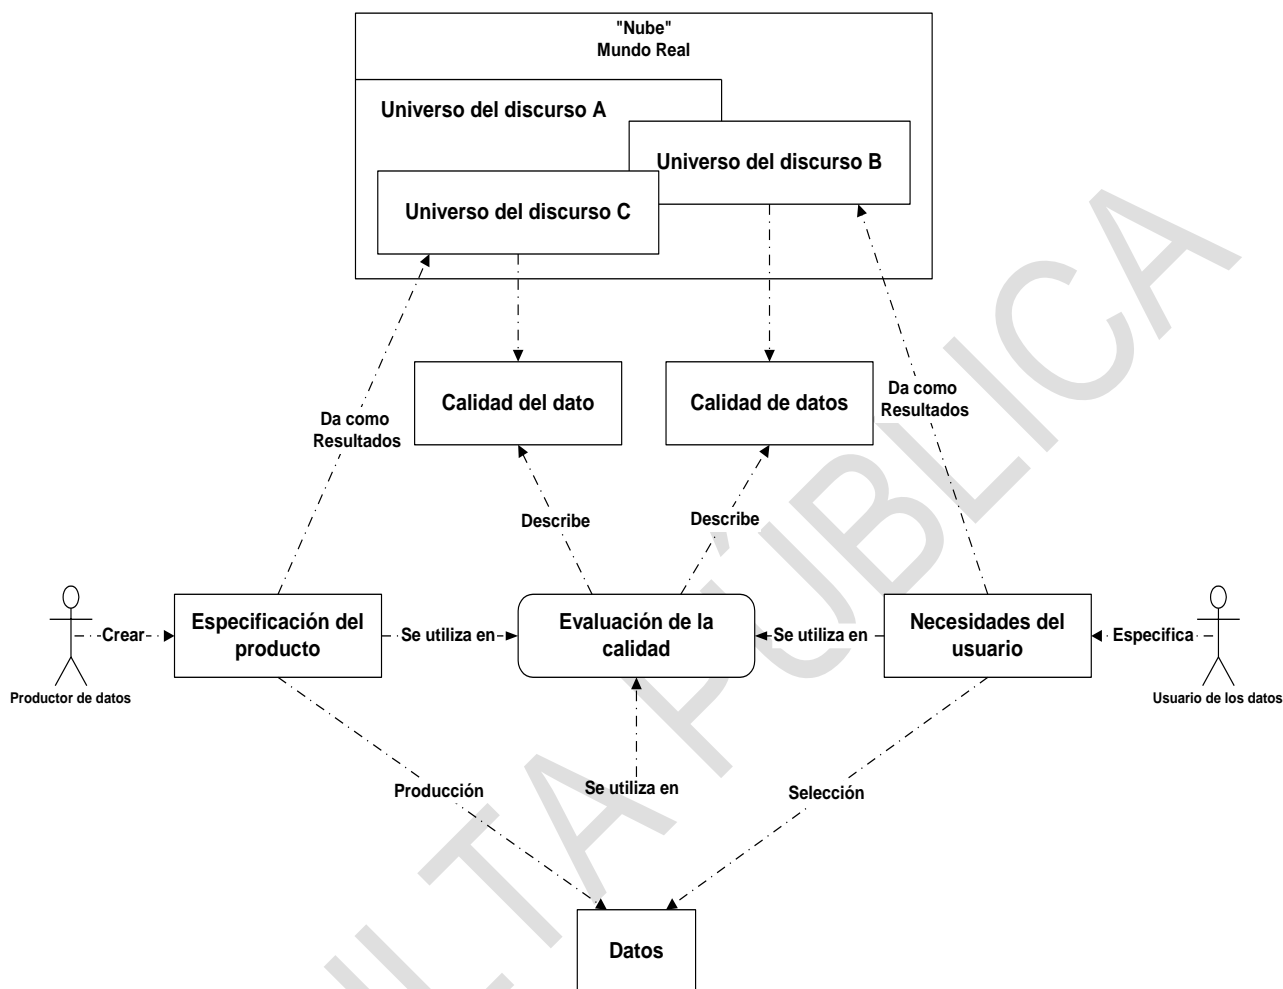 "Nube"
Mundo Real
Universo del discurso A
Universo del discurso B
Universo del discurso C
Calidad del dato
Calidad de datos
Da como
Resultados
Da como
Resultados
Describe
Describe
Crear
Especificación del
producto
Se utiliza en
Evaluación de la
calidad
Se utiliza en
Necesidades del
usuario
Especifica
Productor de datos
Usuario de los datos
Producción
Se utiliza en
Selección
Datos
LTA PÚBLICA